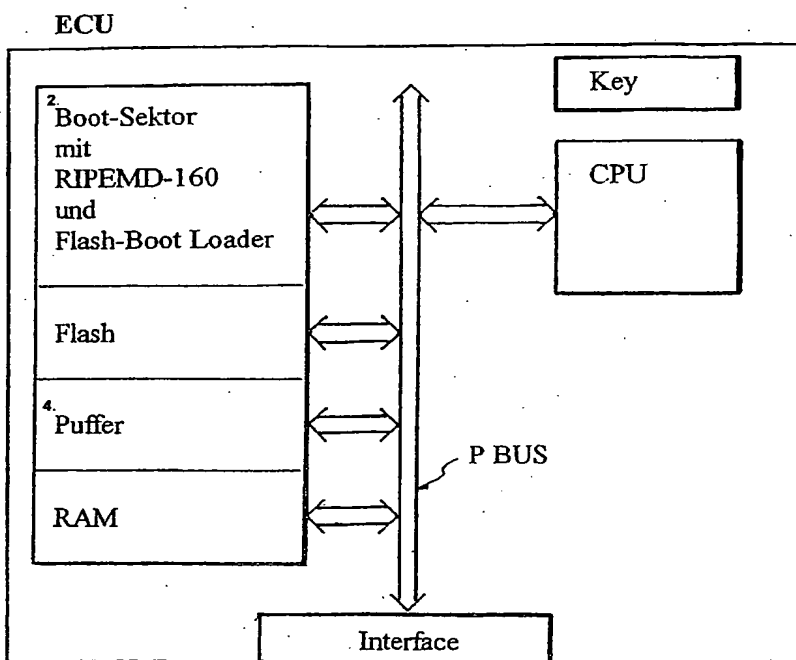 ECU
2.
Boot-Sektor
mit
RIPEMD-160
und
Flash-Boot Loader
Flash
4.
Puffer
RAM
Key
CPU
P BUS
Interface